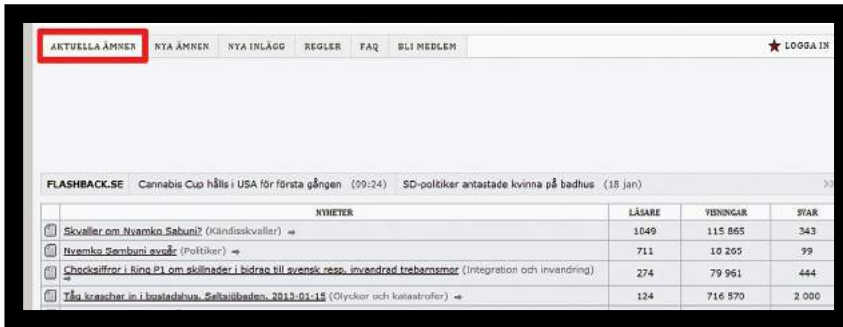 AKTUELLA ÄMNEN NYA ÄMNEN NYA INLÄGG REGLER FAQ BLI MEDLEM LOGGA IN
FLASHBACK.SE Cannabis Cup hålls i USA för första gången (09:24) SD-politiker antastade kvinna på badhus (18 jan)
NYHETER LÄSARE VISNINGAR SVAR
Skvaller om Nyamko Sabuni? (Kändisskvaller) 1049 115 865 343
Nyamko Sambuni avgår (Politiker) 711 18 265 99
Chocksiffror i Ring P1 om skillnader i bidrag till svensk resp. invandrad trebarnsmor (Integration och invandring) 274 79 961 444
Tåg krascher in i bostadshus. Saltsjöbaden. 2013-01-15 (Olyckor och katastrofer) 124 716 570 2 000